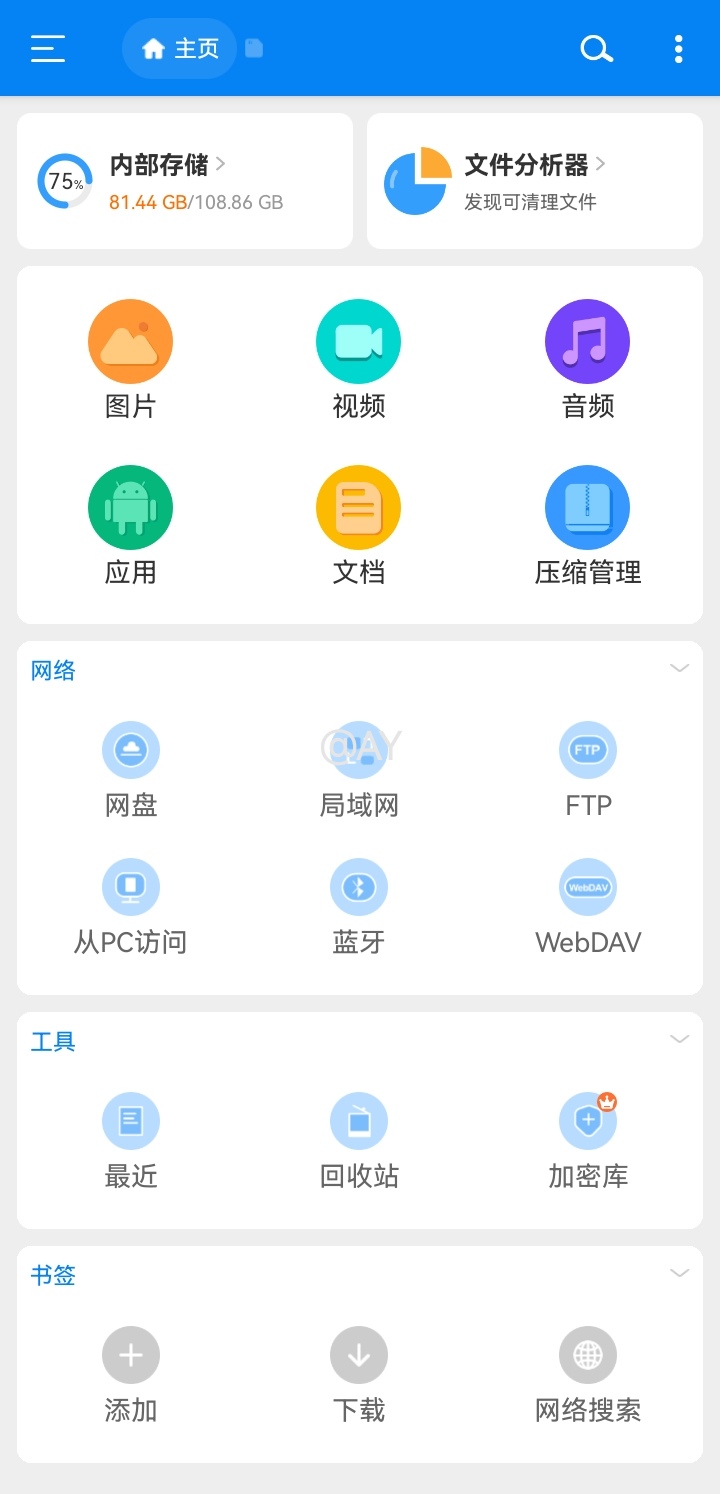 主页
内部存储
75%
81.44 GB/108.86 GB
文件分析器
发现可清理文件
图片
视频
音频
应用
文档
压缩管理
网络
@AY
网盘
局域网
FTP
FTP
从PC访问
蓝牙
WebDAV
WebDAV
工具
最近
回收站
加密库
书签
添加
下载
网络搜索